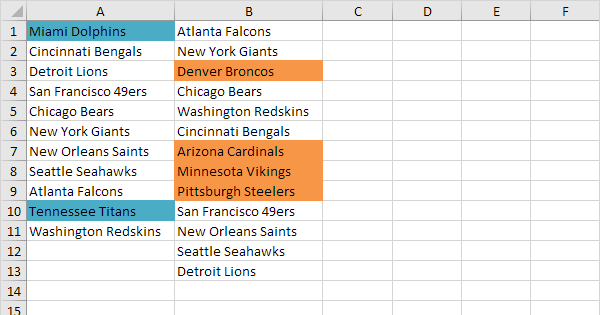 A B C D E F
1 Miami Dolphins Atlanta Falcons
2 Cincinnati Bengals New York Giants
3 Detroit Lions Denver Broncos
4 San Francisco 49ers Chicago Bears
5 Chicago Bears Washington Redskins
6 New York Giants Cincinnati Bengals
7 New Orleans Saints Arizona Cardinals
8 Seattle Seahawks Minnesota Vikings
9 Atlanta Falcons Pittsburgh Steelers
10 Tennessee Titans San Francisco 49ers
11 Washington Redskins New Orleans Saints
12 Seattle Seahawks
13 Detroit Lions
14
15